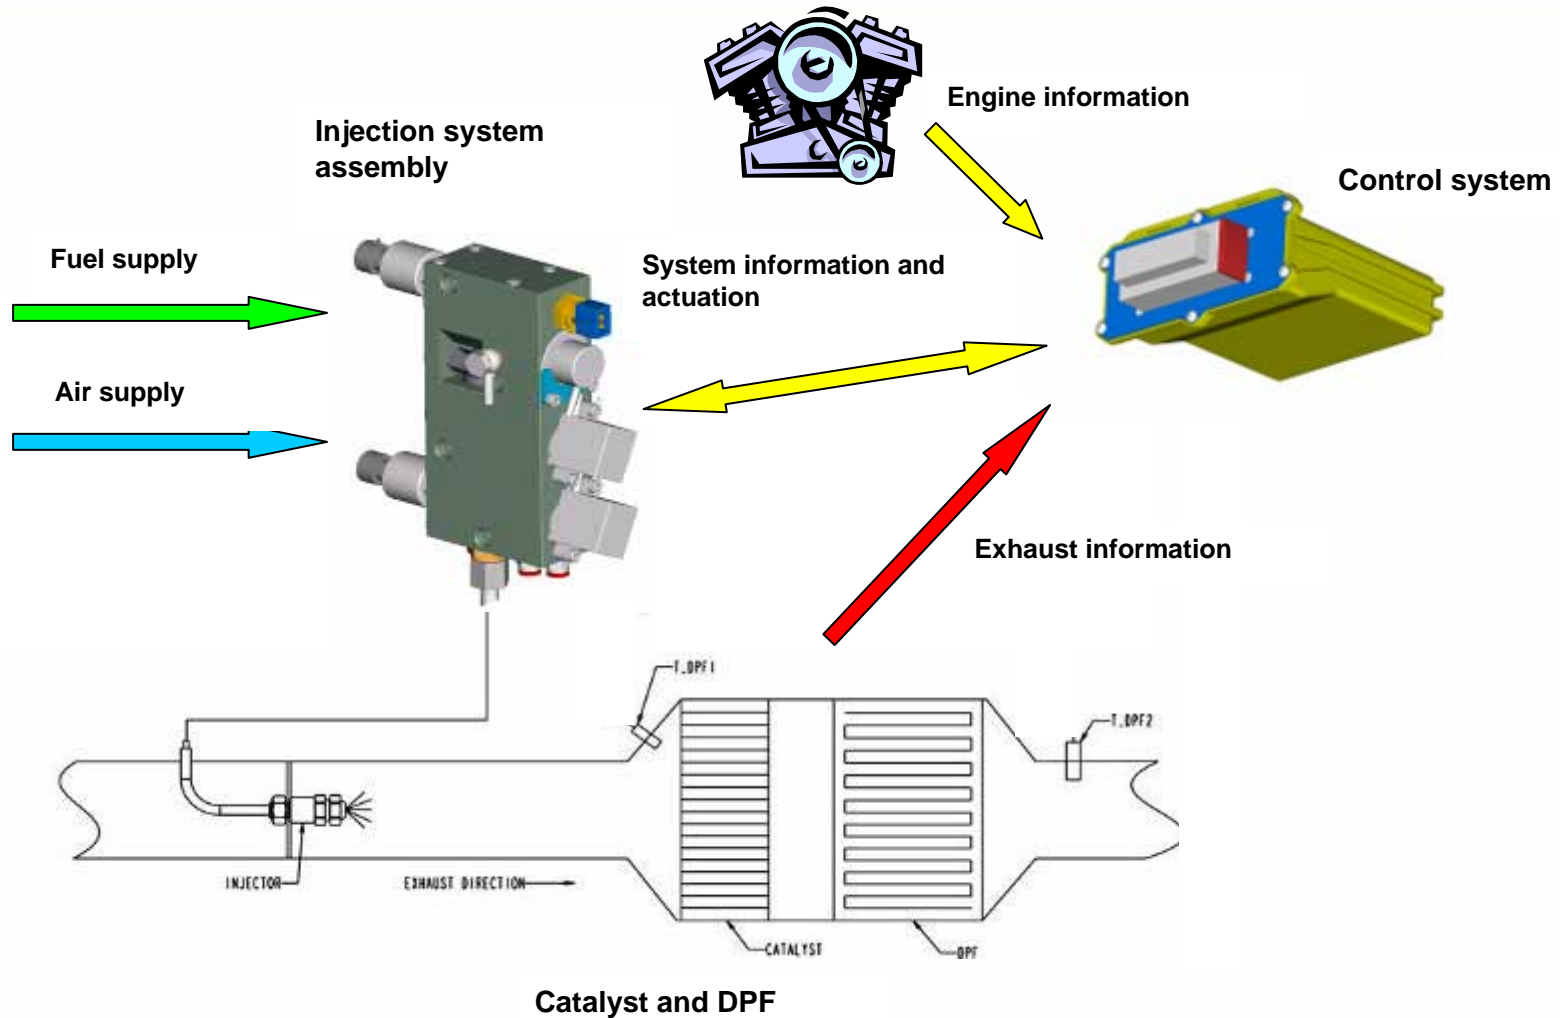 Engine information
Injection system
assembly
Control system
Fuel supply
System information and
actuation
Air supply
Exhaust information
T_DPF1
T_DPF2
INJECTOR
EXHAUST DIRECTION
CATALYST
DPF
Catalyst and DPF